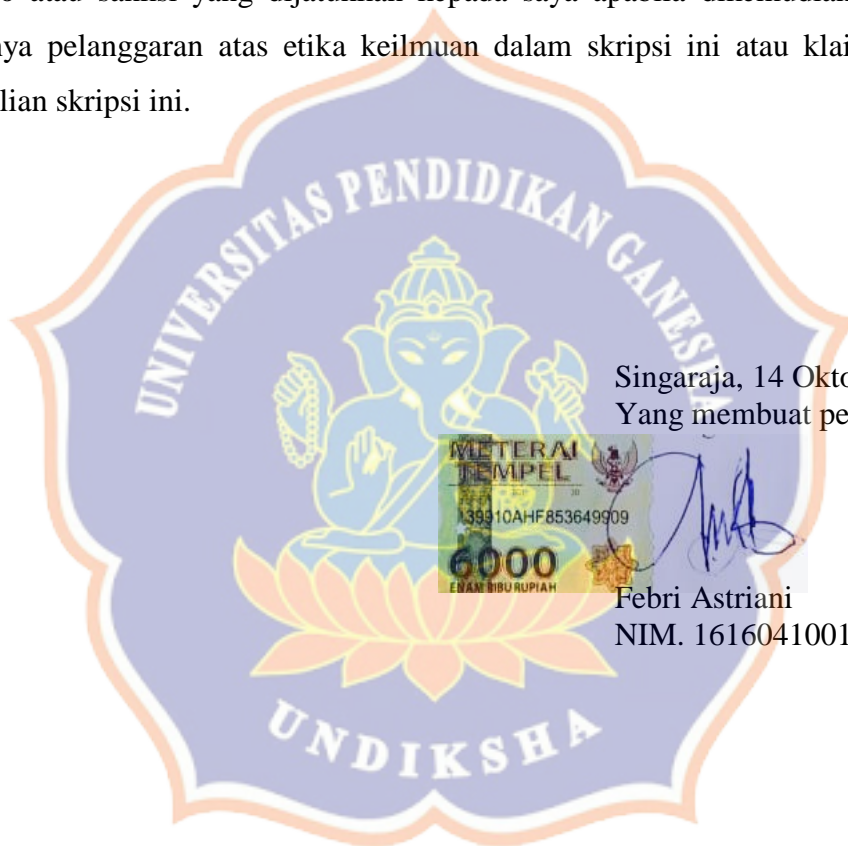 atau sanksi yang dijatuhkan kepada saya apabila dikemudian
nya pelanggaran atas etika keilmuan dalam skripsi ini atau klai
lian skripsi ini.
UNIVERSITAS PENDIDIKAN GANESHA
Singaraja, 14 Okto
Yang membuat pe
METERAI
TEMPEL
39910AHF853649909
6000
ENAM RIBU RUPIAH
Febri Astriani
NIM. 1616041001
UNDIKSHA